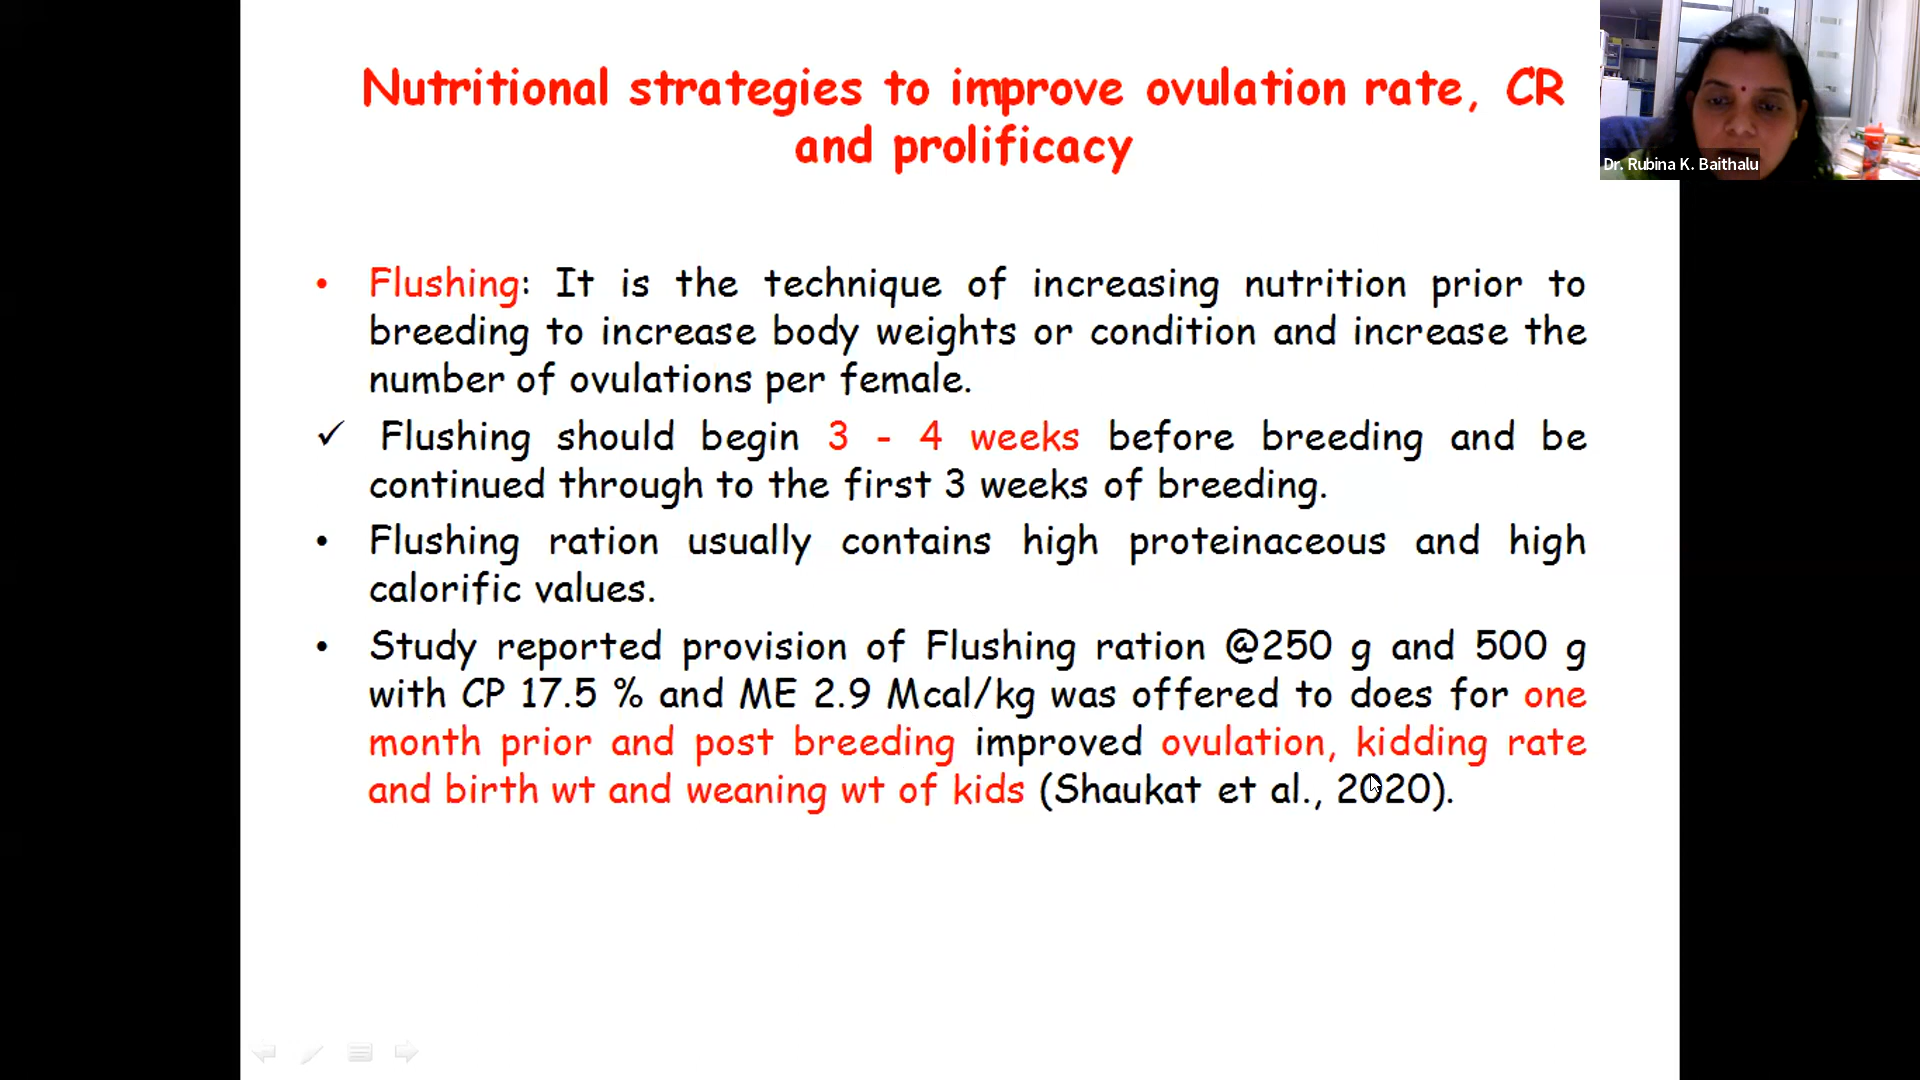 Nutritional strategies to improve ovulation rate, CR
and prolificacy
Dr. Rubina K. Baithalu
• Flushing: It is the technique of increasing nutrition prior to
breeding to increase body weights or condition and increase the
number of ovulations per female.
✓ Flushing should begin 3 - 4 weeks before breeding and be
continued through to the first 3 weeks of breeding.
• Flushing ration usually contains high proteinaceous and high
calorific values.
• Study reported provision of Flushing ration @250 g and 500 g
with CP 17.5 % and ME 2.9 Mcal/kg was offered to does for one
month prior and post breeding improved ovulation, kidding rate
and birth wt and weaning wt of kids (Shaukat et al., 2020).